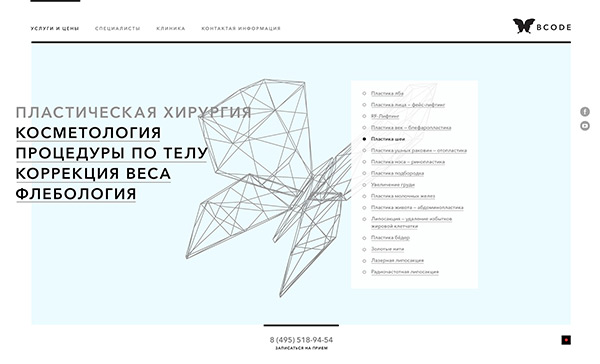 УСЛУГИ И ЦЕНЫ СПЕЦИАЛИСТЫ КЛИНИКА КОНТАКТАЯ ИНФОРМАЦИЯ
BCODE
ПЛАСТИЧЕСКАЯ ХИРУРГИЯ
КОСМЕТОЛОГИЯ
ПРОЦЕДУРЫ ПО ТЕЛУ
КОРРЕКЦИЯ ВЕСА
ФЛЕБОЛОГИЯ
Пластика лба
Пластика лица – фейс-лифтинг
RF-Лифтинг
Пластика век – блефаропластика
Пластика шеи
Пластика ушных раковин – отопластика
Пластика носа – ринопластика
Пластика подбородка
Увеличение груди
Пластика молочных желез
Пластика живота – абдоминопластика
Липосакция – удаление избытков
жировой клетчатки
Пластика бёдер
Золотые нити
Лазерная липосакция
Радиочастотная липосакция
8 (495) 518-94-54
ЗАПИСАТЬСЯ НА ПРИЕМ